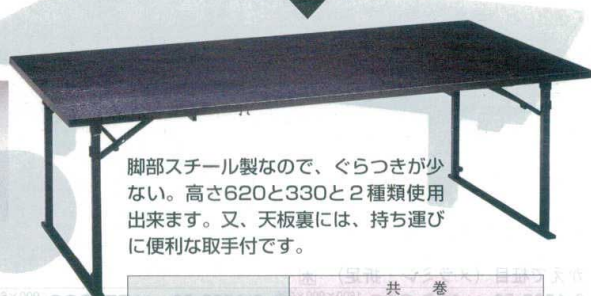 脚部スチール製なので、ぐらつきが少
ない。高さ620と330と2種類使用
出来ます。又、天板裏には、持ち運び
に便利な取手付です。
共 巻